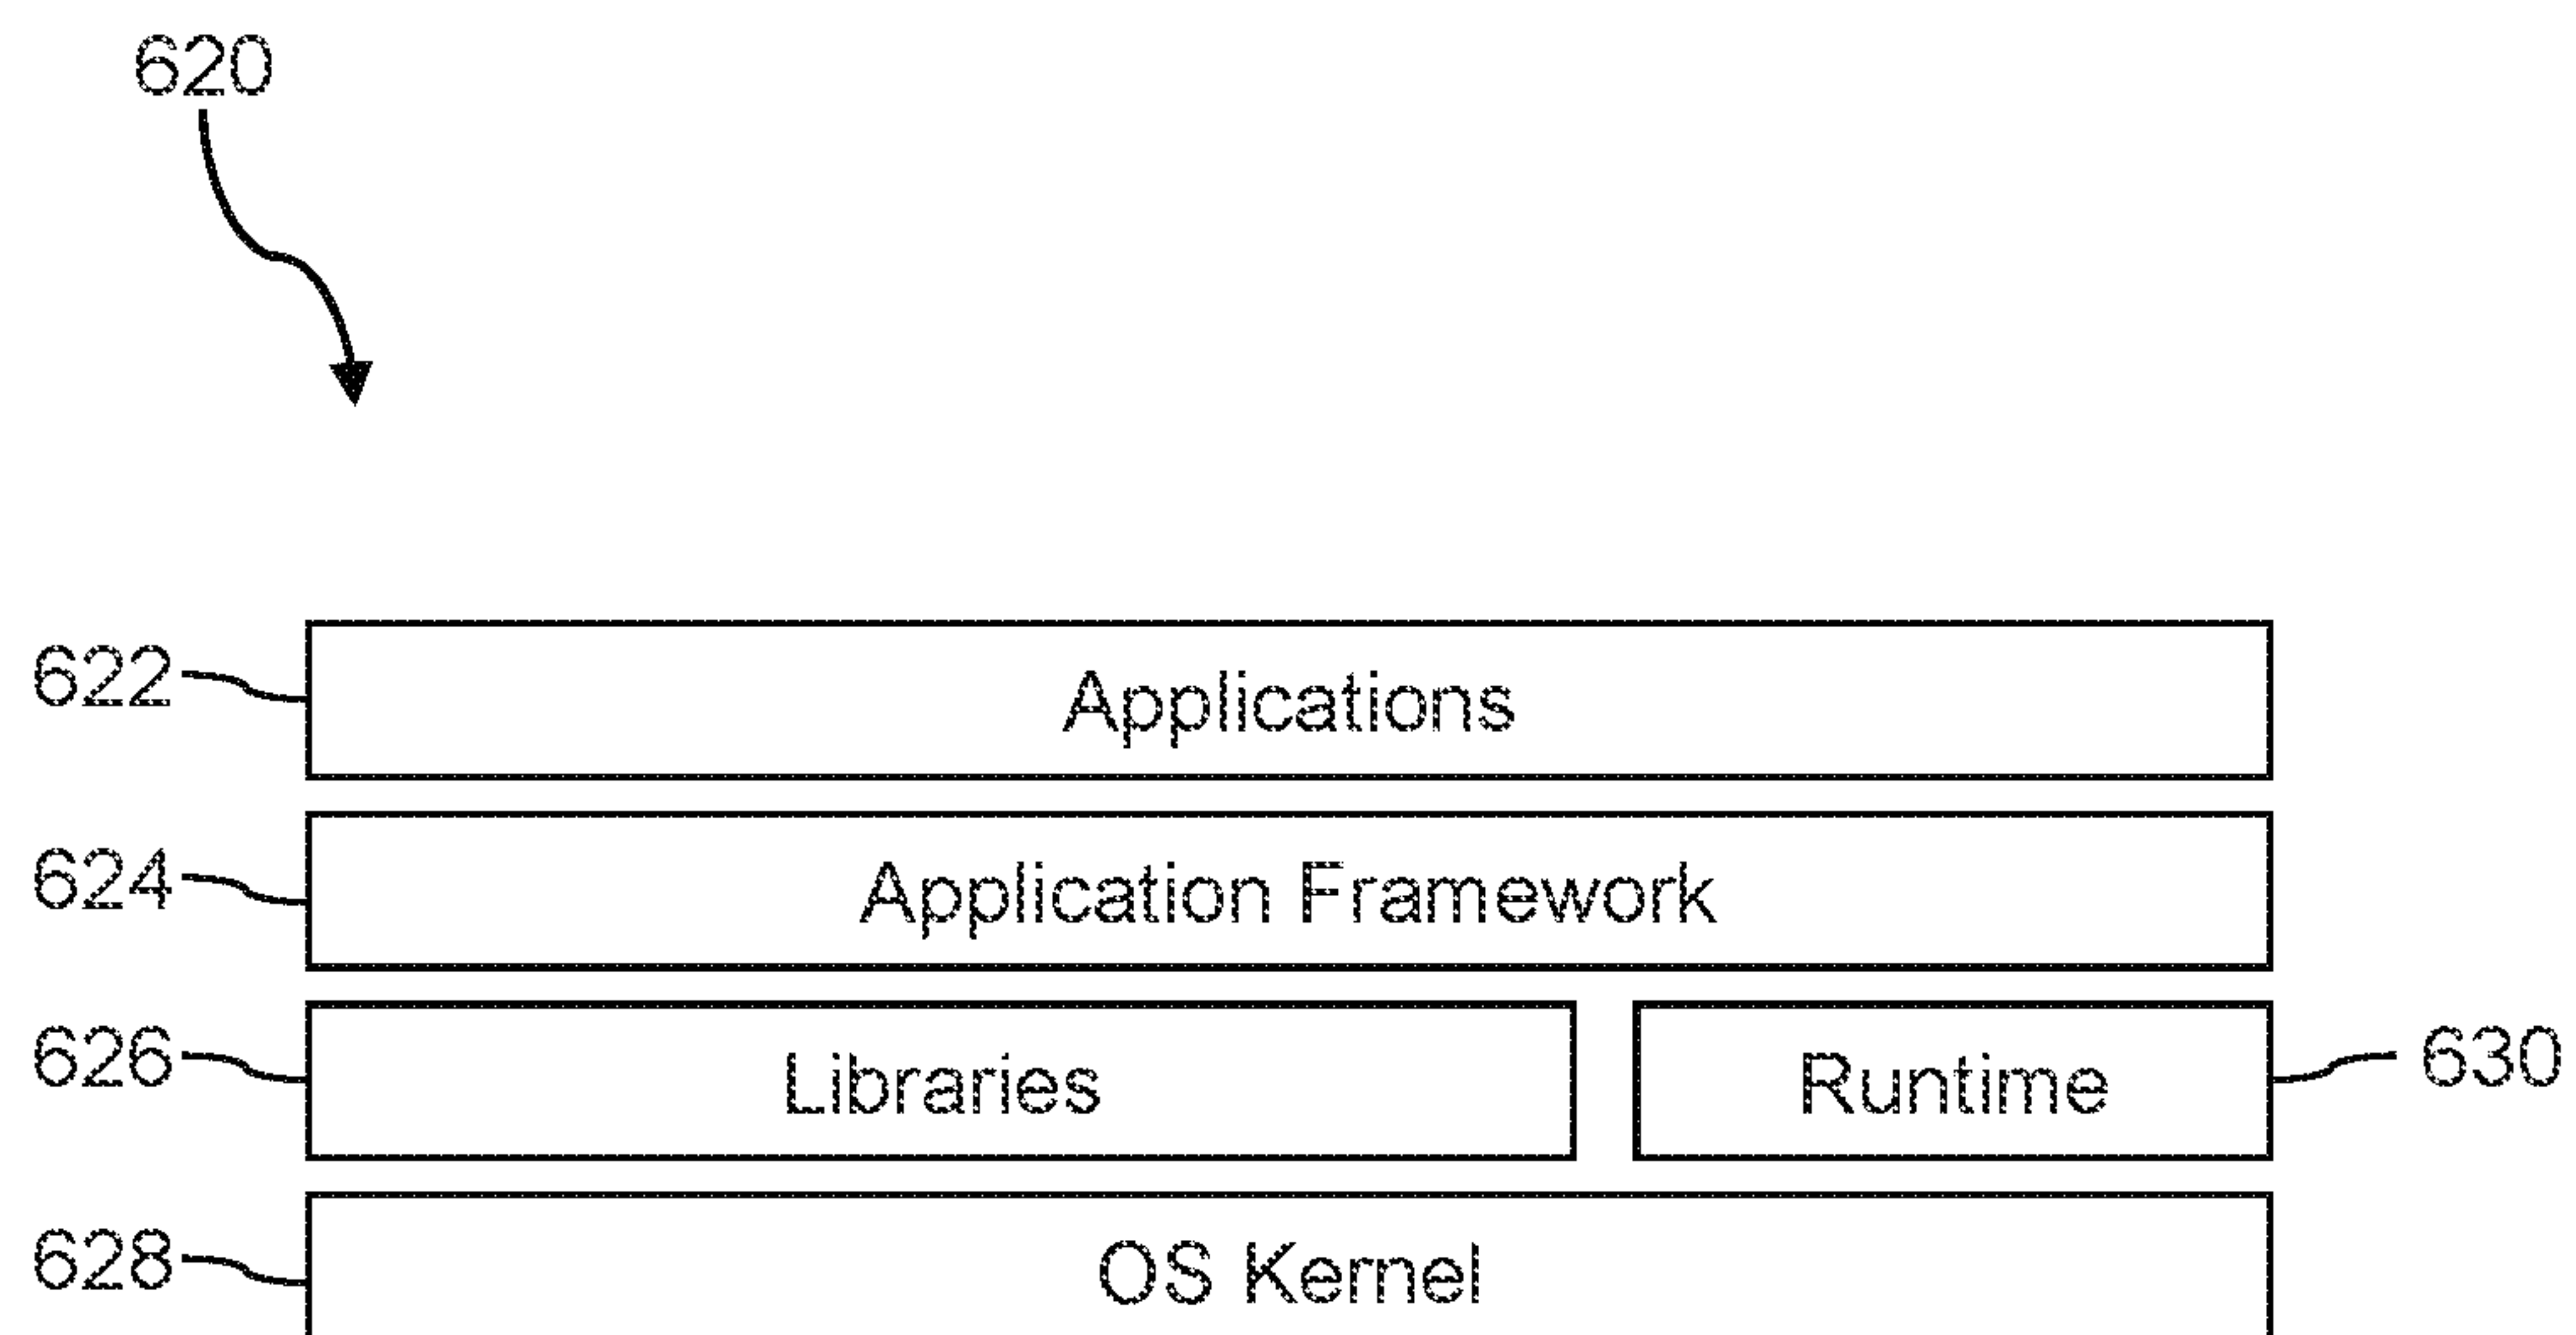 620
622 Applications
624 Application Framework
626 Libraries Runtime 630
628 OS Kernel